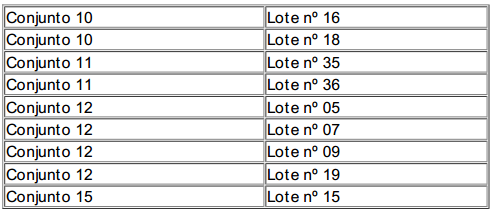 Conjunto 10 Lote nº 16
Conjunto 10 Lote nº 18
Conjunto 11 Lote nº 35
Conjunto 11 Lote nº 36
Conjunto 12 Lote nº 05
Conjunto 12 Lote nº 07
Conjunto 12 Lote nº 09
Conjunto 12 Lote nº 19
Conjunto 15 Lote nº 15